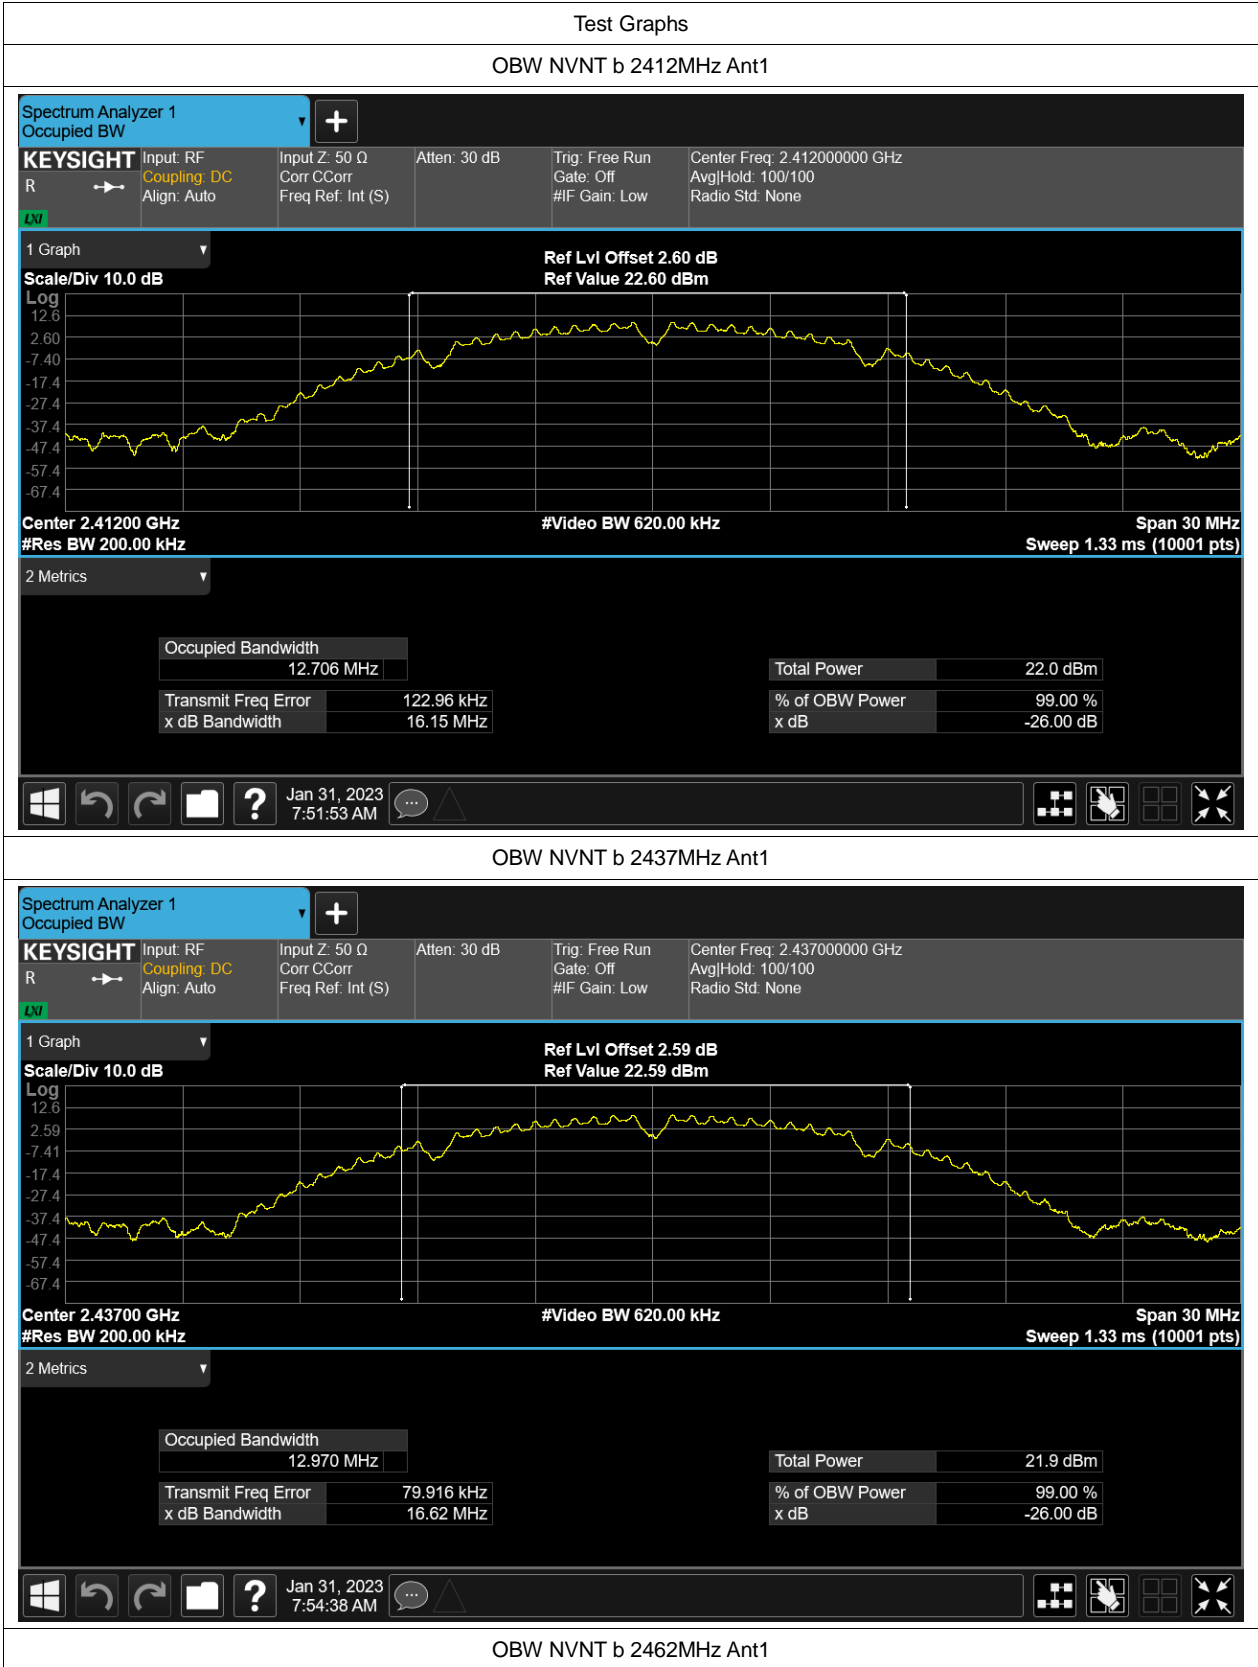 Test Graphs
OBW NVNT b 2412MHz Ant1
Spectrum Analyzer 1
Occupied BW
KEYSIGHT
R
LXI
Input: RF
Coupling: DC
Align: Auto
Input Z: 50 Ω
Corr CCorr
Freq Ref: Int (S)
Atten: 30 dB
Trig: Free Run
Gate: Off
#IF Gain: Low
Center Freq: 2.412000000 GHz
Avg|Hold: 100/100
Radio Std: None
1 Graph
Scale/Div 10.0 dB
Ref Lvl Offset 2.60 dB
Ref Value 22.60 dBm
Log
12.6
2.60
-7.40
-17.4
-27.4
-37.4
-47.4
-57.4
-67.4
Center 2.41200 GHz
#Video BW 620.00 kHz
Span 30 MHz
#Res BW 200.00 kHz
Sweep 1.33 ms (10001 pts)
2 Metrics
Occupied Bandwidth
12.706 MHz
Total Power 22.0 dBm
Transmit Freq Error 122.96 kHz
% of OBW Power 99.00 %
x dB Bandwidth 16.15 MHz
x dB -26.00 dB
?
Jan 31, 2023
7:51:53 AM
OBW NVNT b 2437MHz Ant1
Spectrum Analyzer 1
Occupied BW
KEYSIGHT
R
LXI
Input: RF
Coupling: DC
Align: Auto
Input Z: 50 Ω
Corr CCorr
Freq Ref: Int (S)
Atten: 30 dB
Trig: Free Run
Gate: Off
#IF Gain: Low
Center Freq: 2.437000000 GHz
Avg|Hold: 100/100
Radio Std: None
1 Graph
Scale/Div 10.0 dB
Ref Lvl Offset 2.59 dB
Ref Value 22.59 dBm
Log
12.6
2.59
-7.41
-17.4
-27.4
-37.4
-47.4
-57.4
-67.4
Center 2.43700 GHz
#Video BW 620.00 kHz
Span 30 MHz
#Res BW 200.00 kHz
Sweep 1.33 ms (10001 pts)
2 Metrics
Occupied Bandwidth
12.970 MHz
Total Power 21.9 dBm
Transmit Freq Error 79.916 kHz
% of OBW Power 99.00 %
x dB Bandwidth 16.62 MHz
x dB -26.00 dB
?
Jan 31, 2023
7:54:38 AM
OBW NVNT b 2462MHz Ant1